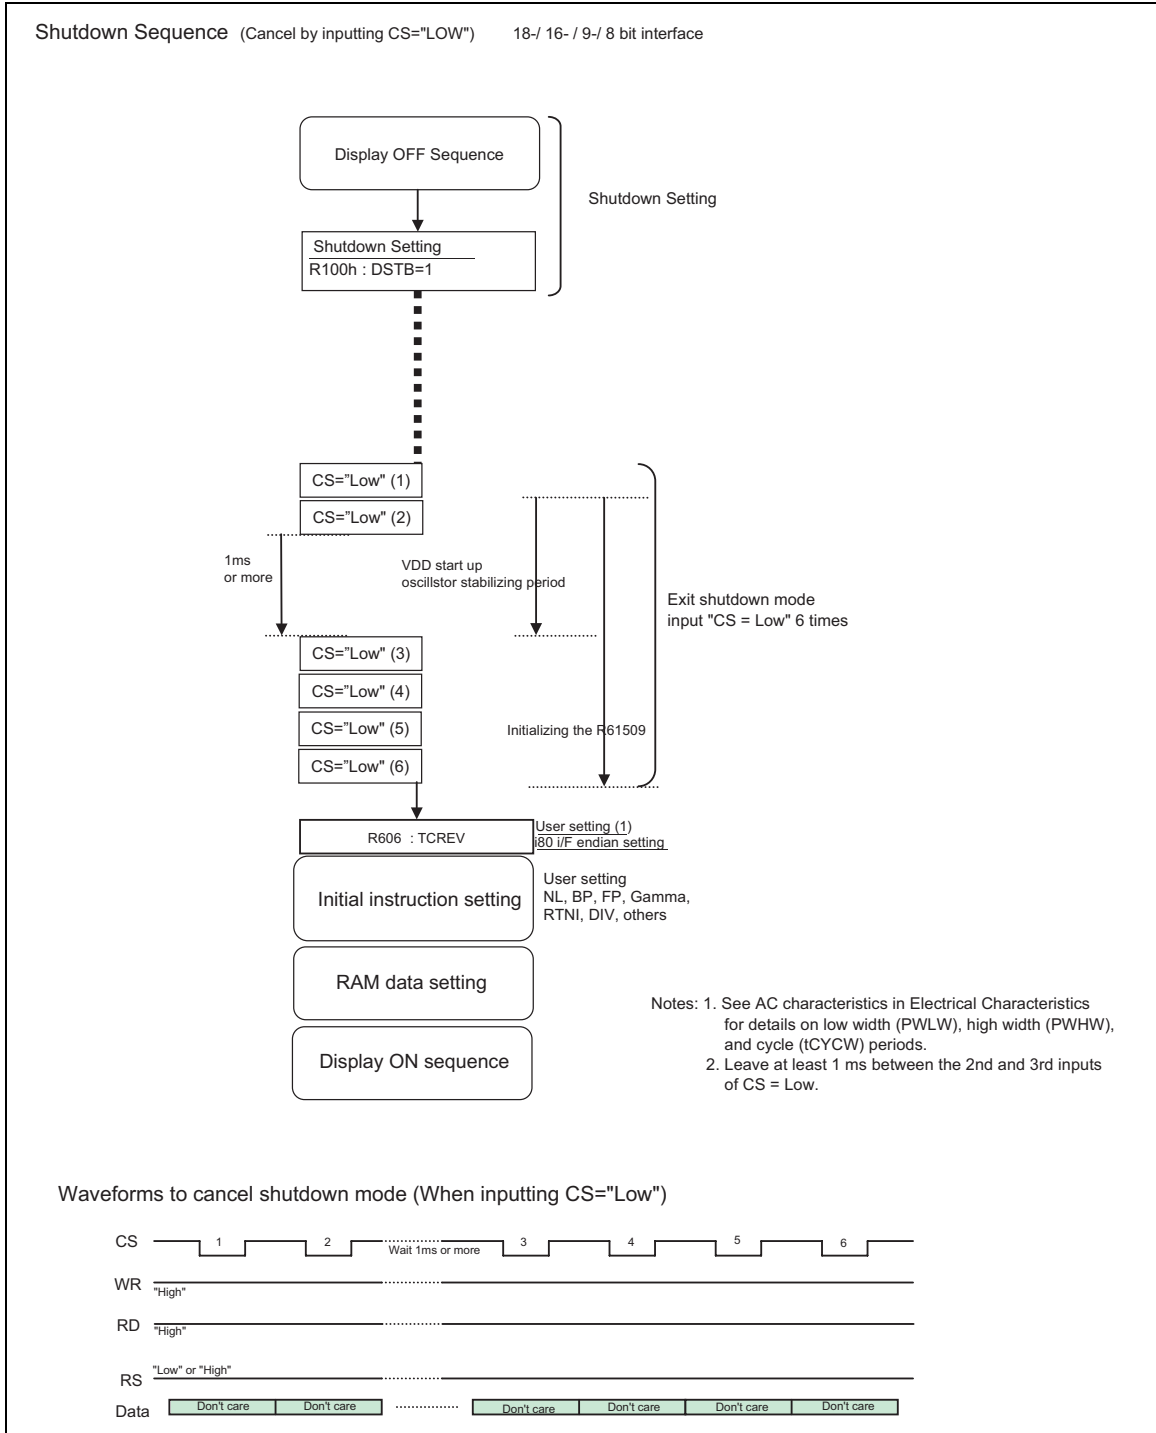 Shutdown Sequence (Cancel by inputting CS="LOW") 18-/ 16- / 9-/ 8 bit interface
Display OFF Sequence
Shutdown Setting
Shutdown Setting
R100h : DSTB=1
CS="Low" (1)
CS="Low" (2)
1ms
or more
VDD start up
oscillstor stabilizing period
Exit shutdown mode
input "CS = Low" 6 times
CS="Low" (3)
CS="Low" (4)
CS="Low" (5)
Initializing the R61509
CS="Low" (6)
R606 : TCREV
User setting (1)
i80 i/F endian setting
Initial instruction setting
User setting
NL, BP, FP, Gamma,
RTNI, DIV, others
RAM data setting
Display ON sequence
Notes: 1. See AC characteristics in Electrical Characteristics
for details on low width (PWLW), high width (PWHW),
and cycle (tCYCW) periods.
2. Leave at least 1 ms between the 2nd and 3rd inputs
of CS = Low.
Waveforms to cancel shutdown mode (When inputting CS="Low")
CS 1 2 Wait 1ms or more 3 4 5 6
WR "High"
RD "High"
RS "Low" or "High"
Data Don't care Don't care Don't care Don't care Don't care Don't care